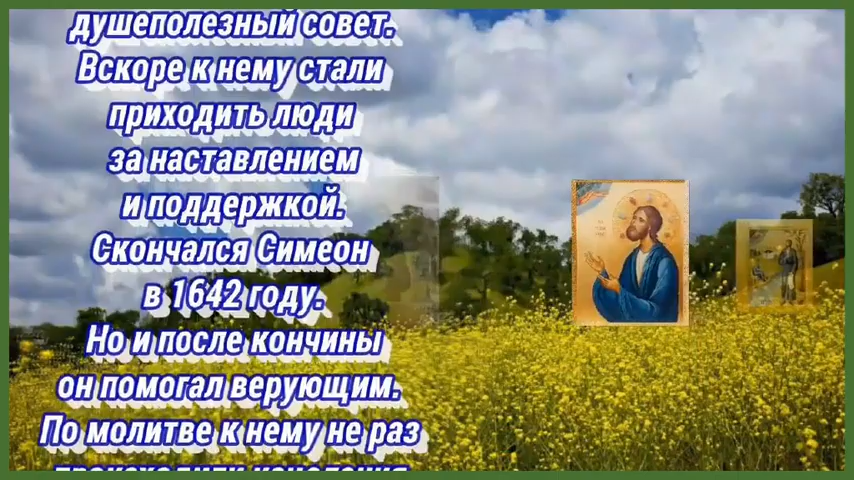 душеполезный совет.
Вскоре к нему стали
приходить люди
за наставлением
и поддержкой.
Скончался Симеон
в 1642 году.
Но и после кончины
он помогал верующим.
По молитве к нему не раз